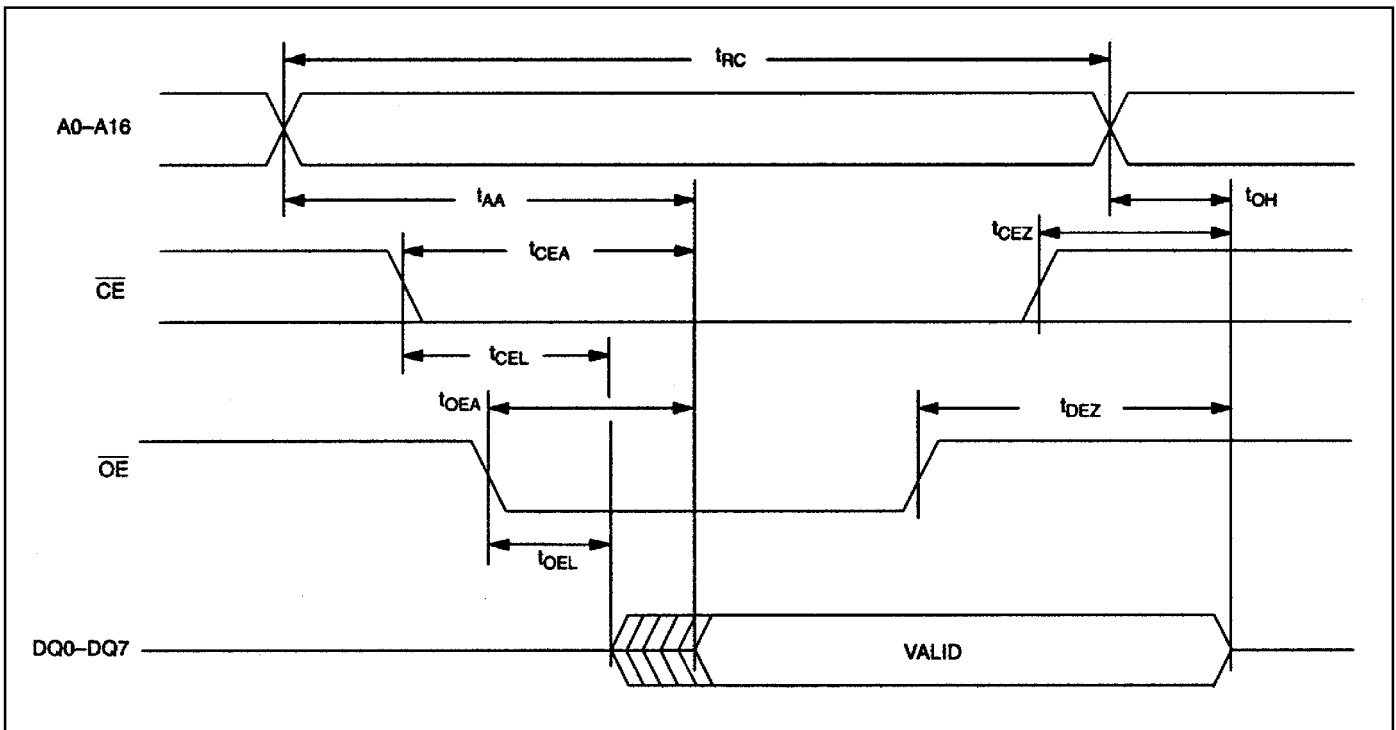 tRC
A0–A16
tAA
tOH
tCEZ
tCEA
CE
tCEL
tOEA
tDEZ
OE
tOEL
DQ0–DQ7
VALID